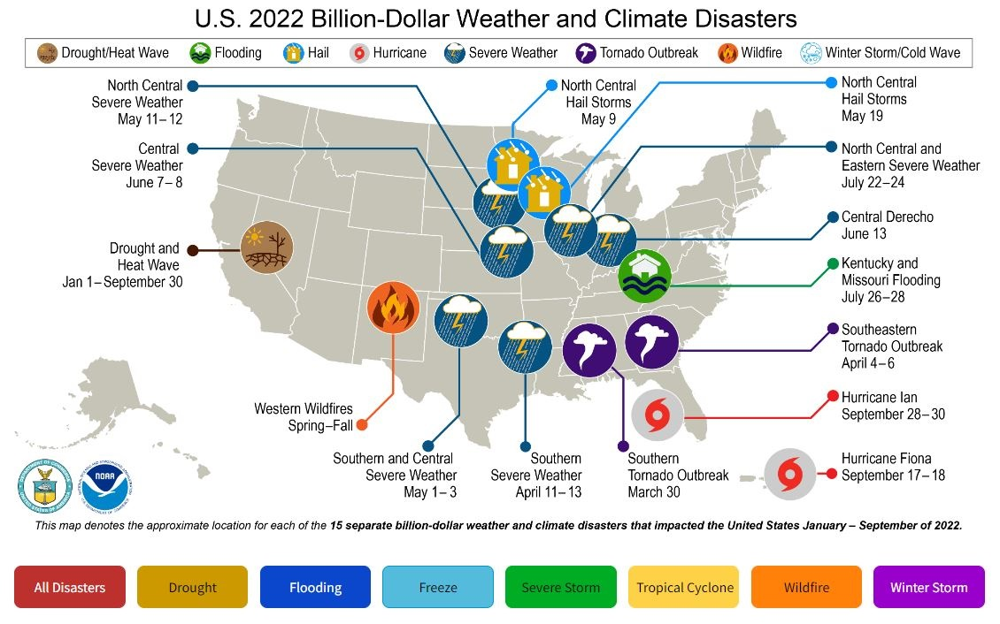 U.S. 2022 Billion-Dollar Weather and Climate Disasters
Drought/Heat Wave Flooding Hail Hurricane Severe Weather Tornado Outbreak Wildfire Winter Storm/Cold Wave
North Central
Severe Weather
May 11–12
North Central
Hail Storms
May 9
North Central
Hail Storms
May 19
Central
Severe Weather
June 7–8
North Central and
Eastern Severe Weather
July 22–24
Central Derecho
June 13
Drought and
Heat Wave
Jan 1–September 30
Kentucky and
Missouri Flooding
July 26–28
Southeastern
Tornado Outbreak
April 4–6
Western Wildfires
Spring–Fall
Hurricane Ian
September 28–30
Southern and Central
Severe Weather
May 1–3
Southern
Severe Weather
April 11–13
Southern
Tornado Outbreak
March 30
Hurricane Fiona
September 17–18
NOAA
This map denotes the approximate location for each of the 15 separate billion-dollar weather and climate disasters that impacted the United States January – September of 2022.
All Disasters Drought Flooding Freeze Severe Storm Tropical Cyclone Wildfire Winter Storm